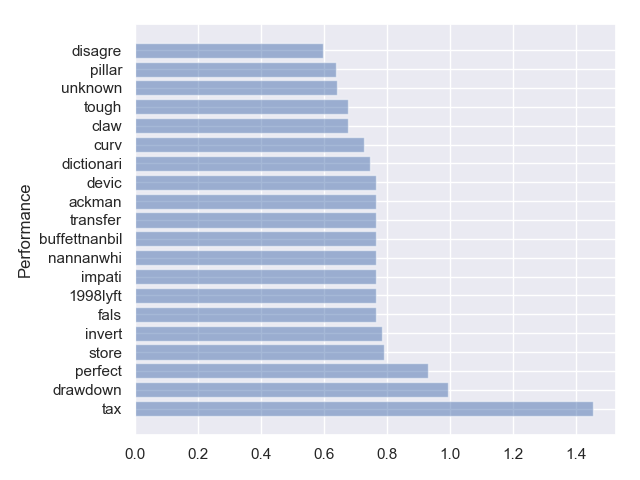 disagre
pillar
unknown
tough
claw
curv
dictionari
devic
ackman
transfer
buffettnanbil
nannanwhi
impati
1998lyft
fals
invert
store
perfect
drawdown
tax
Performance
0.0 0.2 0.4 0.6 0.8 1.0 1.2 1.4